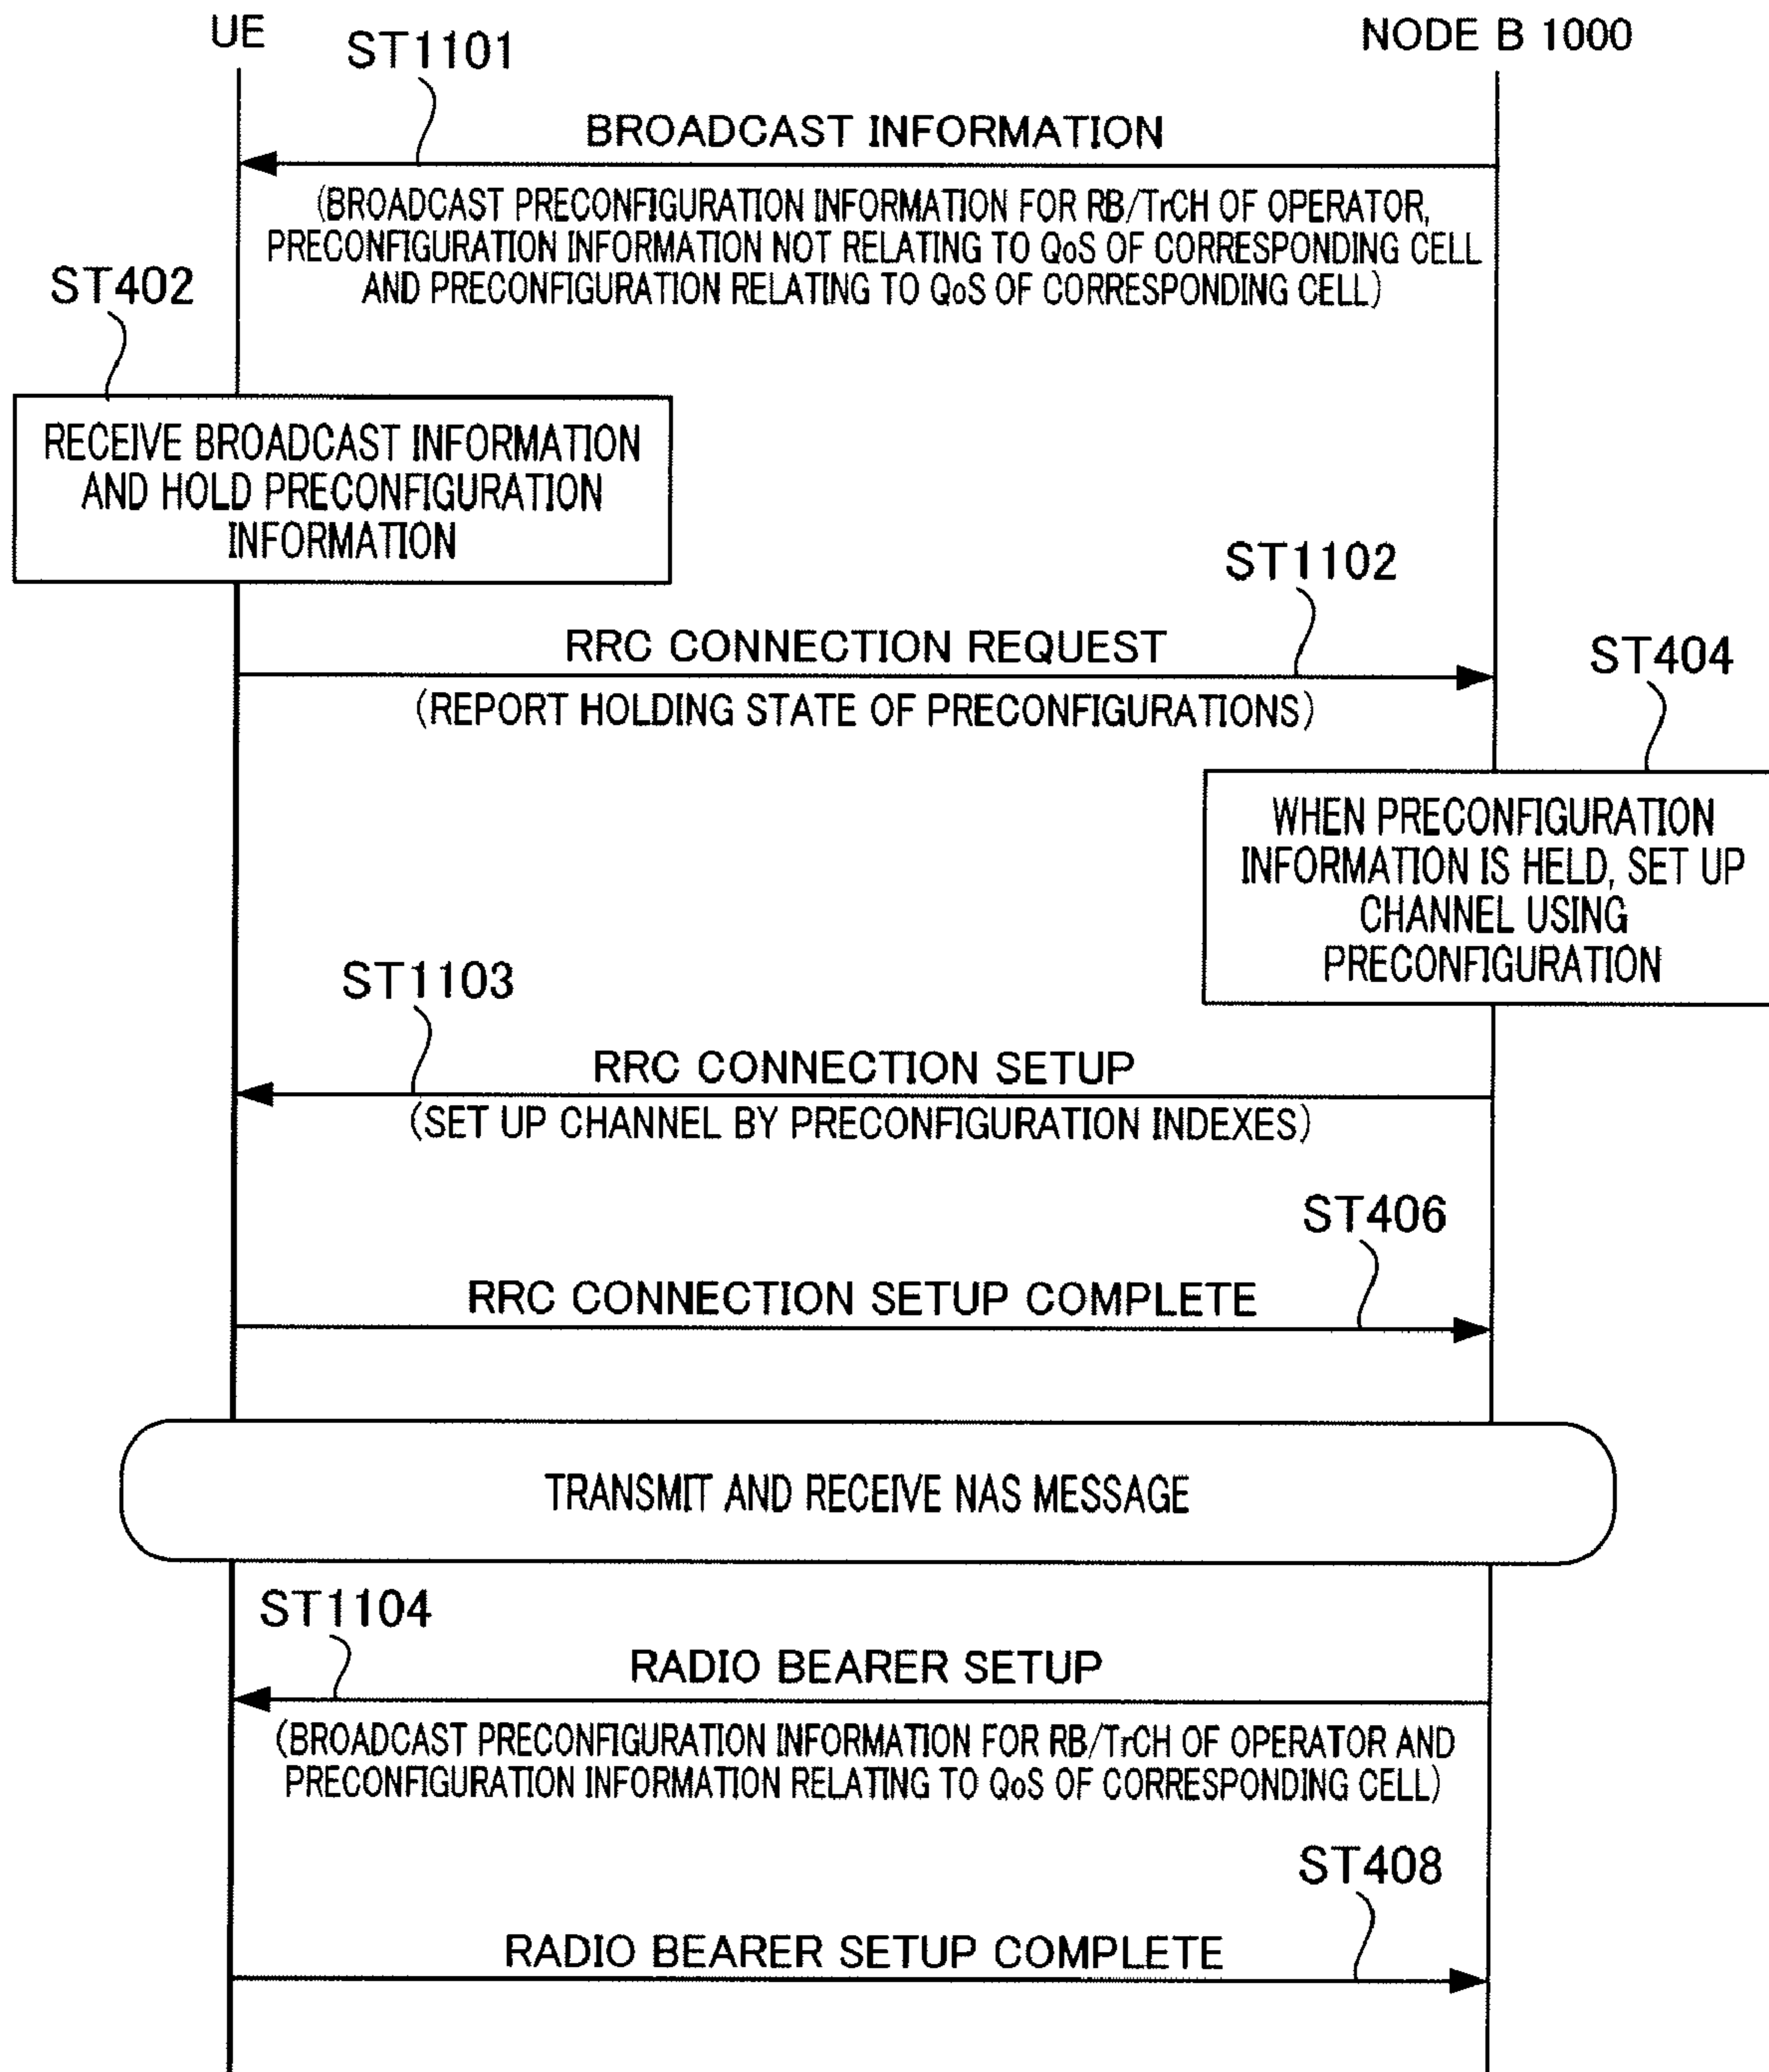 UE
NODE B 1000
ST1101
BROADCAST INFORMATION
(BROADCAST PRECONFIGURATION INFORMATION FOR RB/TrCH OF OPERATOR,
PRECONFIGURATION INFORMATION NOT RELATING TO QoS OF CORRESPONDING CELL
AND PRECONFIGURATION RELATING TO QoS OF CORRESPONDING CELL)
ST402
RECEIVE BROADCAST INFORMATION
AND HOLD PRECONFIGURATION
INFORMATION
ST1102
RRC CONNECTION REQUEST
(REPORT HOLDING STATE OF PRECONFIGURATIONS)
ST404
WHEN PRECONFIGURATION
INFORMATION IS HELD, SET UP
CHANNEL USING
PRECONFIGURATION
ST1103
RRC CONNECTION SETUP
(SET UP CHANNEL BY PRECONFIGURATION INDEXES)
ST406
RRC CONNECTION SETUP COMPLETE
TRANSMIT AND RECEIVE NAS MESSAGE
ST1104
RADIO BEARER SETUP
(BROADCAST PRECONFIGURATION INFORMATION FOR RB/TrCH OF OPERATOR AND
PRECONFIGURATION INFORMATION RELATING TO QoS OF CORRESPONDING CELL)
ST408
RADIO BEARER SETUP COMPLETE